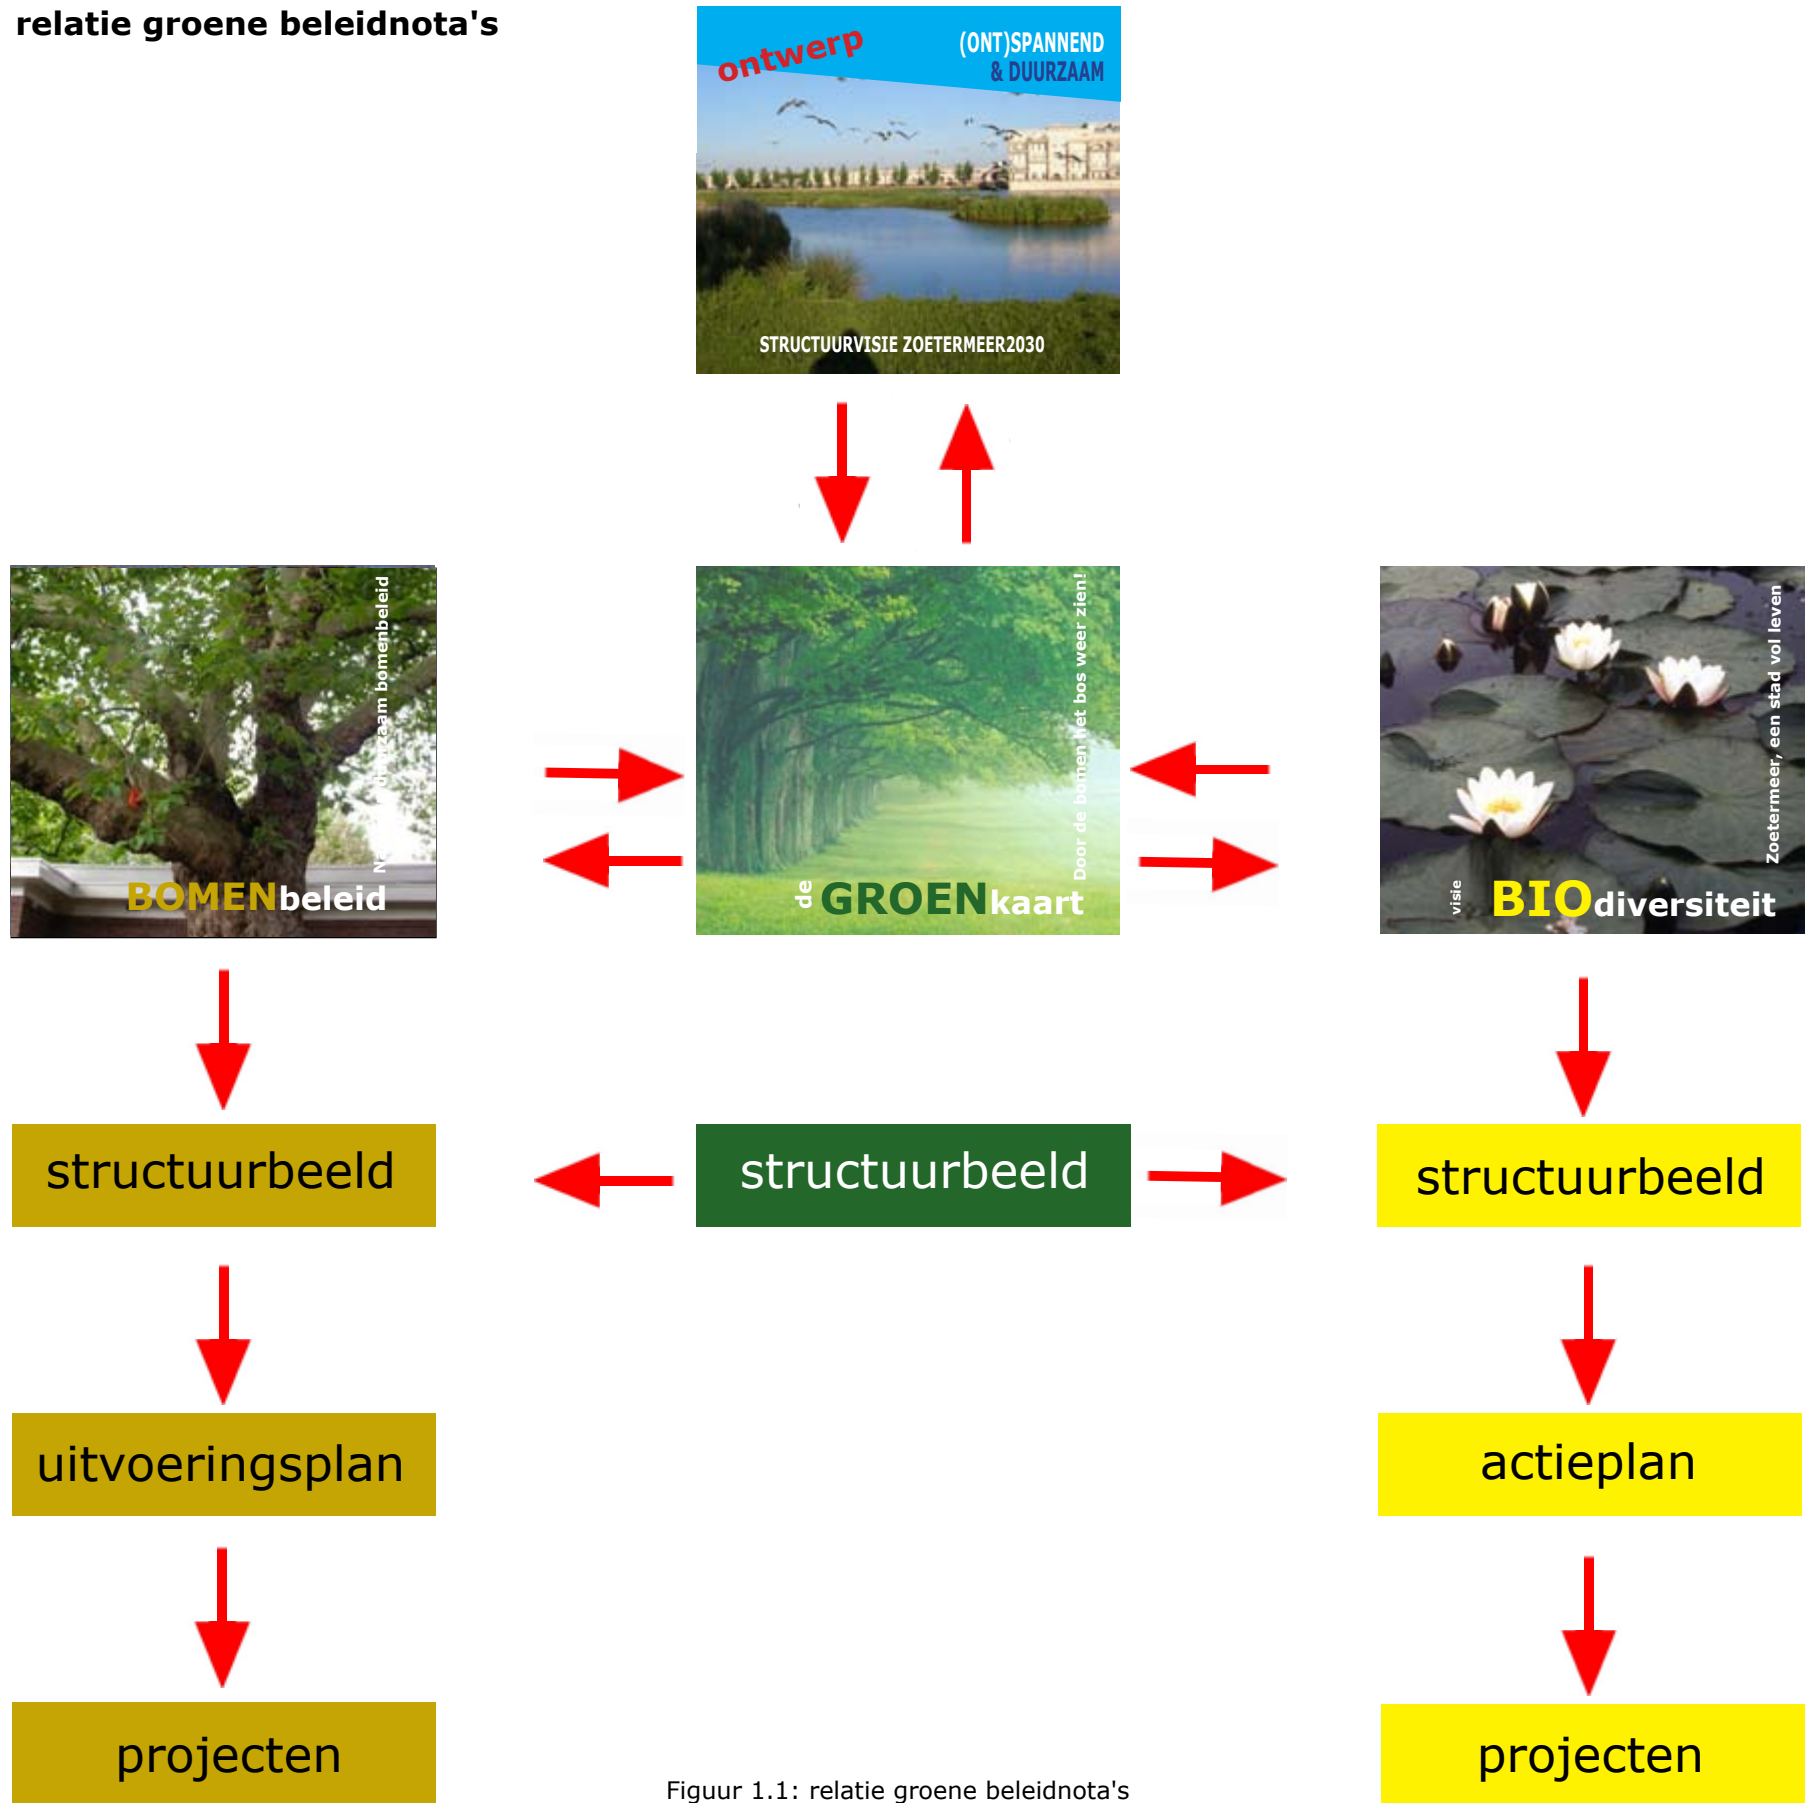 relatie groene beleidnota's
ontwerp
(ONT)SPANNEND
& DUURZAAM
STRUCTUURVISIE ZOETERMEER2030
bomenbeleid
BOMENbeleid
Door de bomen het bos weer zien!
de GROENkaart
Zoetermeer, een stad vol leven
visie BIOdiversiteit
structuurbeeld
structuurbeeld
structuurbeeld
uitvoeringsplan
actieplan
projecten
projecten
Figuur 1.1: relatie groene beleidnota's